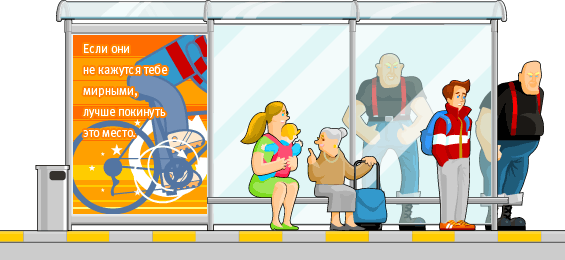 Если они
не кажутся тебе
мирными,
лучше покинуть
это место.